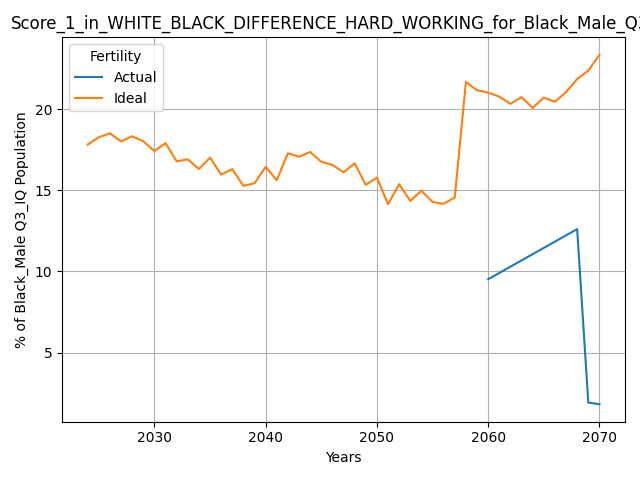 Score_1_in_WHITE_BLACK_DIFFERENCE_HARD_WORKING_for_Black_Male_Q3
Fertility
Actual
Ideal
% of Black_Male Q3_IQ Population
20
15
10
5
2030 2040 2050 2060 2070
Years